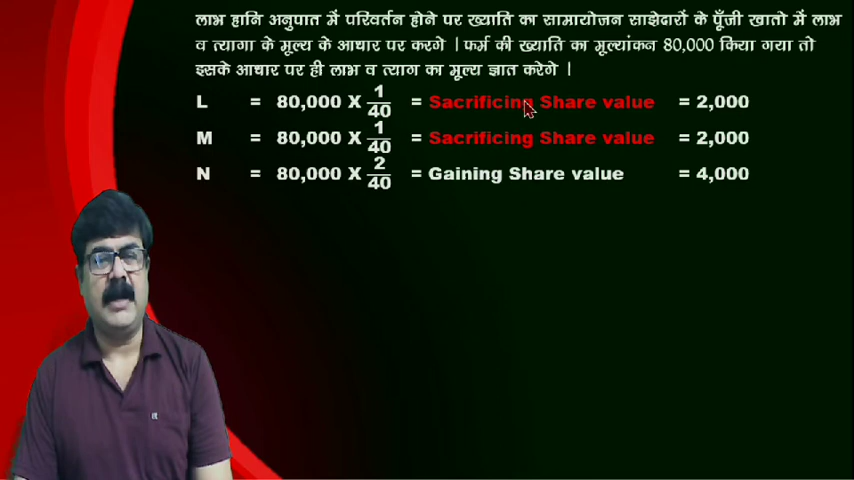 लाभ हानि अनुपात में परिवर्तन होने पर ख्याति का सामायोजन साझेदारों के पूँजी खातो में लाभ
व त्यागा के मूल्य के आधार पर करगे । फर्म की ख्याति का मूल्यांकन 80,000 किया गया तो
इसके आधार पर ही लाभ व त्याग का मूल्य ज्ञात करेगे ।
L = 80,000 X 1/40 = Sacrificing Share value = 2,000
M = 80,000 X 1/40 = Sacrificing Share value = 2,000
N = 80,000 X 2/40 = Gaining Share value = 4,000